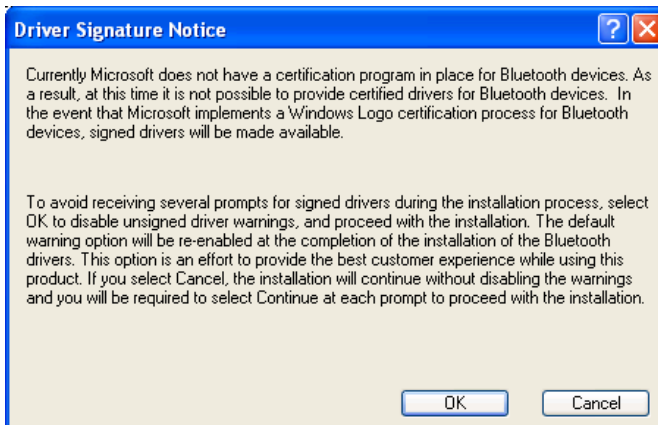 Driver Signature Notice
Currently Microsoft does not have a certification program in place for Bluetooth devices. As
a result, at this time it is not possible to provide certified drivers for Bluetooth devices. In
the event that Microsoft implements a Windows Logo certification process for Bluetooth
devices, signed drivers will be made available.
To avoid receiving several prompts for signed drivers during the installation process, select
OK to disable unsigned driver warnings, and proceed with the installation. The default
warning option will be re-enabled at the completion of the installation of the Bluetooth
drivers. This option is an effort to provide the best customer experience while using this
product. If you select Cancel, the installation will continue without disabling the warnings
and you will be required to select Continue at each prompt to proceed with the installation.
OK Cancel